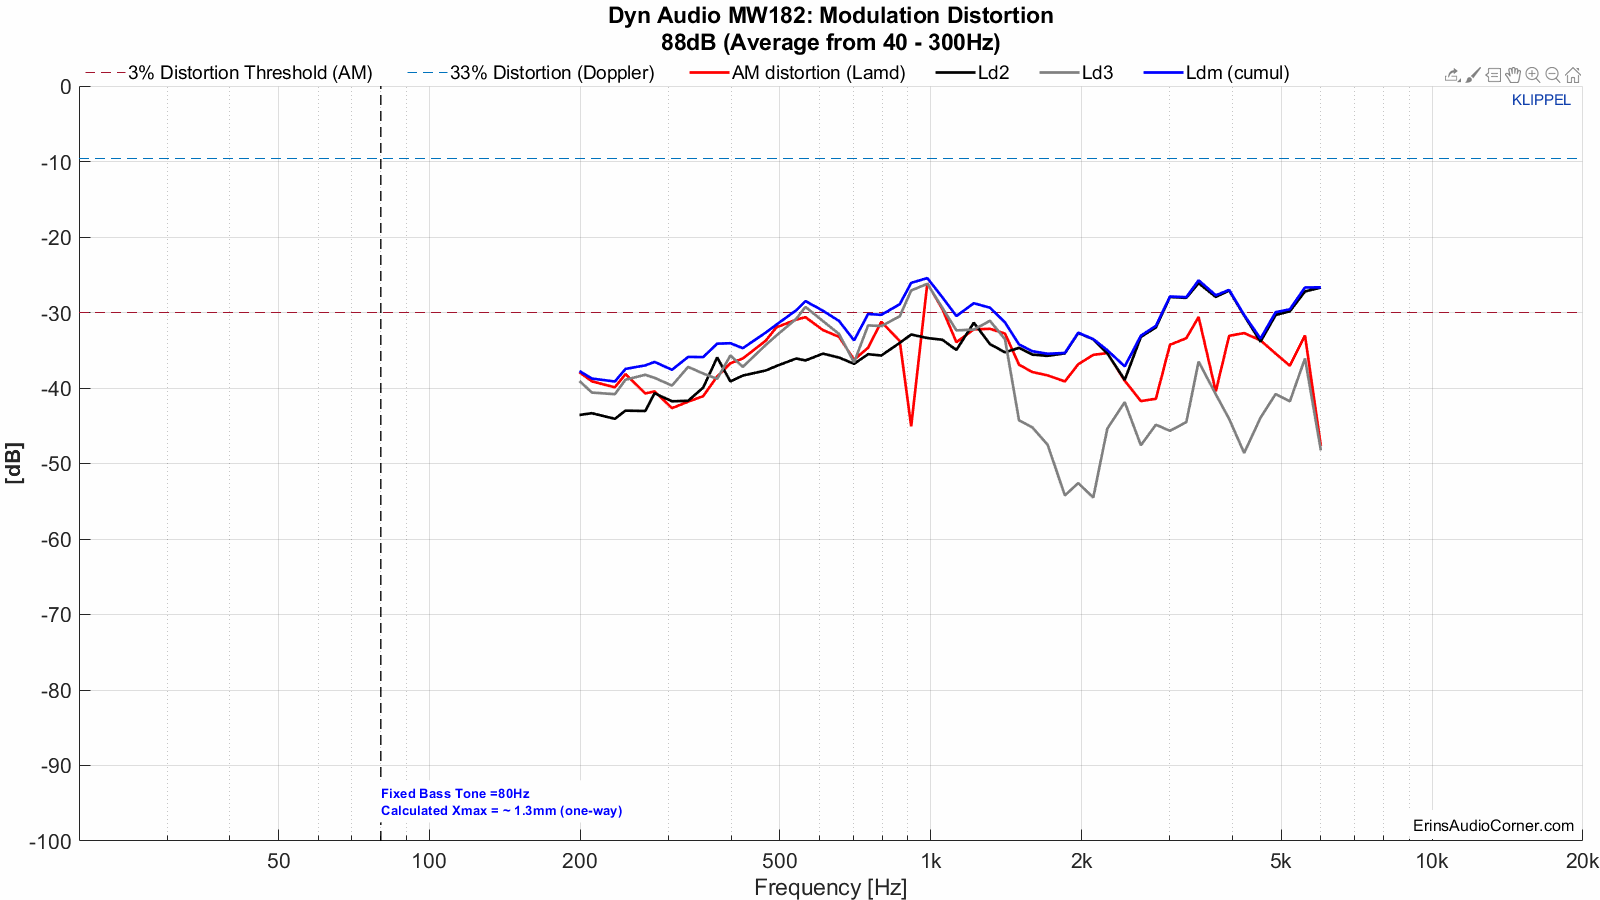 Dyn Audio MW182: Modulation Distortion
88dB (Average from 40 - 300Hz)
3% Distortion Threshold (AM) 33% Distortion (Doppler) AM distortion (Lamd) Ld2 Ld3 Ldm (cumul)
KLIPPEL
0
-10
-20
-30
-40
-50
-60
-70
-80
-90
-100
[dB]
Fixed Bass Tone =80Hz
Calculated Xmax = ~ 1.3mm (one-way)
ErinsAudioCorner.com
50 100 200 500 1k 2k 5k 10k 20k
Frequency [Hz]